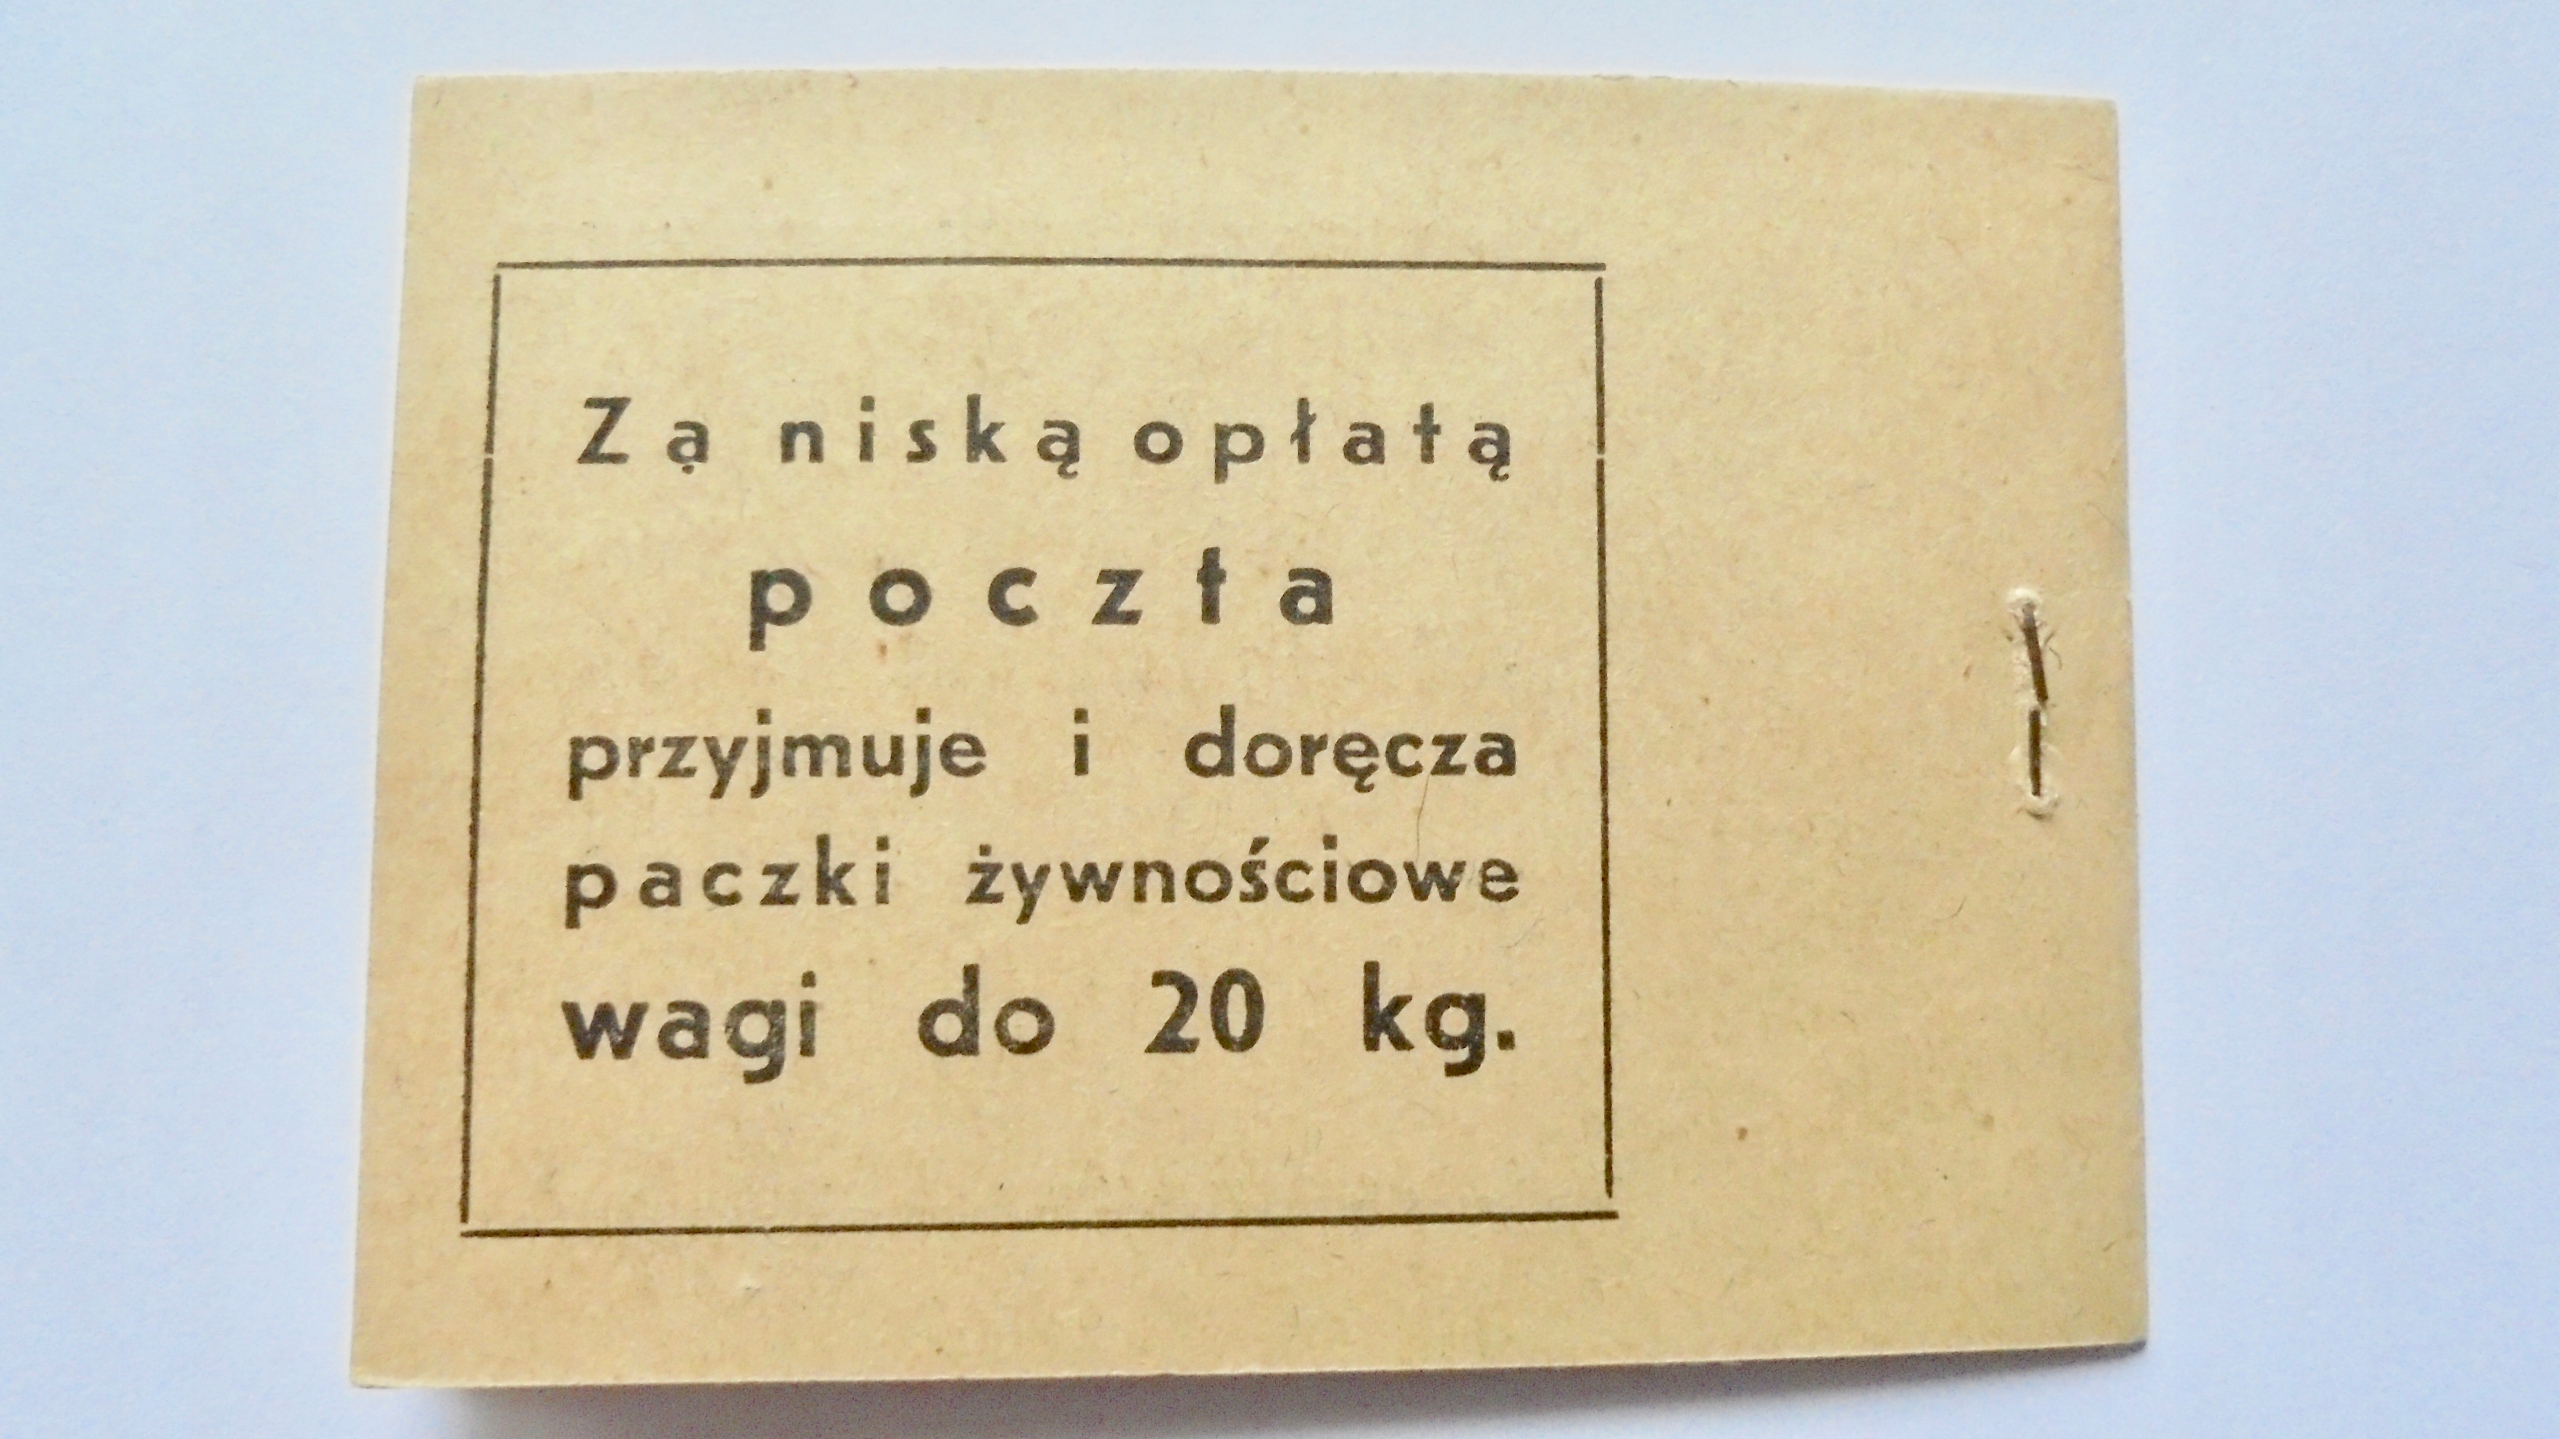 Zą niską opłatą
poczta
przyjmuje i doręcza
paczki żywnościowe
wagi do 20 kg.